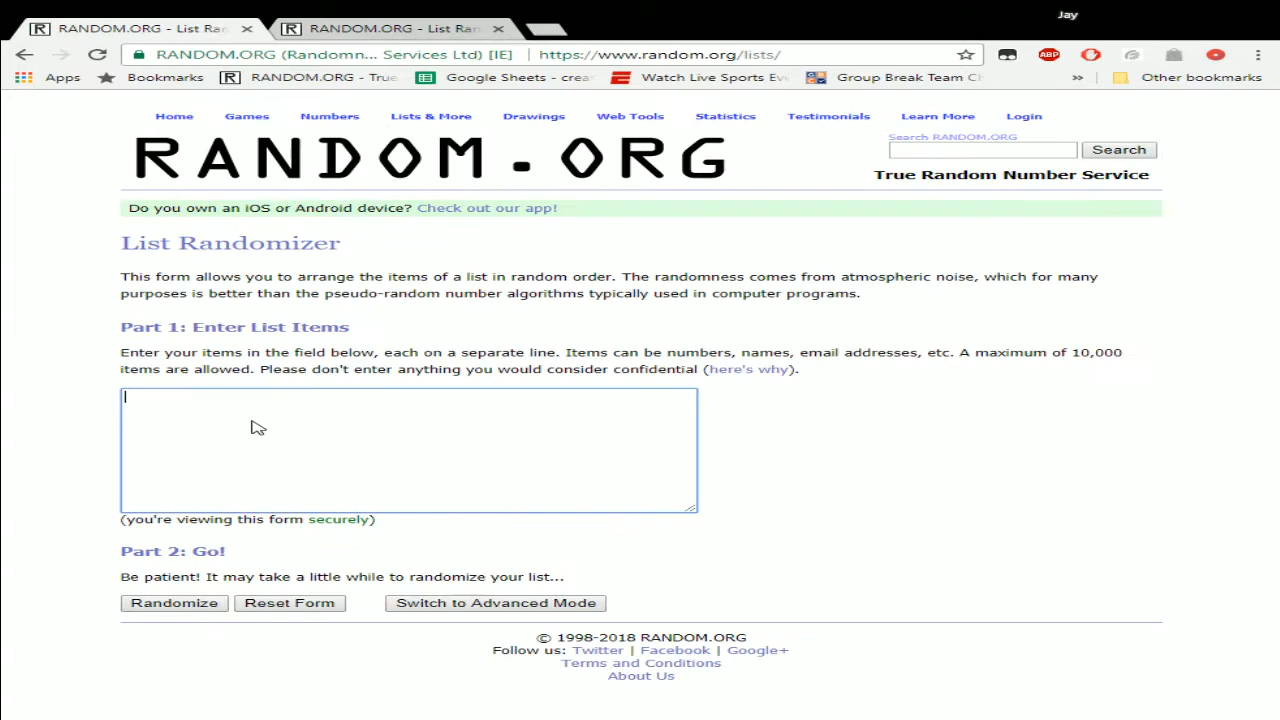 Jay
RANDOM.ORG - List Ra
RANDOM.ORG - List Ra
RANDOM.ORG (Randomn... Services Ltd) [IE] https://www.random.org/lists/
Apps Bookmarks RANDOM.ORG - True Google Sheets - crea Watch Live Sports Ev Group Break Team C » Other bookmarks
Home Games Numbers Lists & More Drawings Web Tools Statistics Testimonials Learn More Login
RANDOM.ORG
Search RANDOM.ORG
Search
True Random Number Service
Do you own an iOS or Android device? Check out our app!
List Randomizer
This form allows you to arrange the items of a list in random order. The randomness comes from atmospheric noise, which for many
purposes is better than the pseudo-random number algorithms typically used in computer programs.
Part 1: Enter List Items
Enter your items in the field below, each on a separate line. Items can be numbers, names, email addresses, etc. A maximum of 10,000
items are allowed. Please don't enter anything you would consider confidential (here's why).
(you're viewing this form securely)
Part 2: Go!
Be patient! It may take a little while to randomize your list...
Randomize Reset Form Switch to Advanced Mode
© 1998-2018 RANDOM.ORG
Follow us: Twitter | Facebook | Google+
Terms and Conditions
About Us